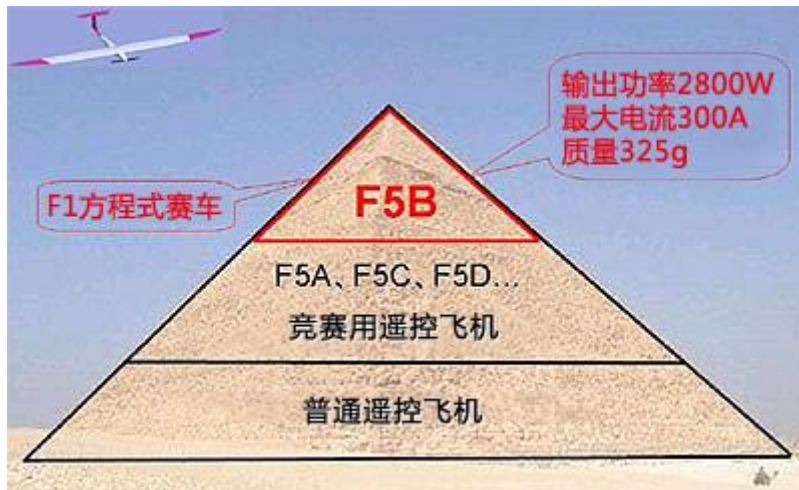 输出功率2800W
最大电流300A
质量325g
F1方程式赛车
F5B
F5A、F5C、F5D...
竞赛用遥控飞机
普通遥控飞机